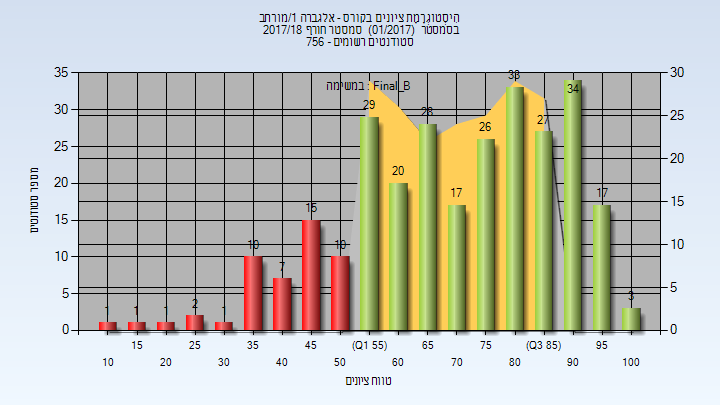 היסטוגרמת ציונים בקורס - אלגברה 1/מורחב
בסמסטר (01/2017) סמסטר חורף 2017/18
סטודנטים רשומים - 756
במשימה : Final_B
מספר סטודנטים
35 30 25 20 15 10 5 0
30 25 20 15 10 5 0
1 1 1 2 1 10 7 15 10 29 20 28 17 26 33 27 34 17 3
15 25 35 45 (Q1 55) 65 75 (Q3 85) 95
10 20 30 40 50 60 70 80 90 100
טווח ציונים